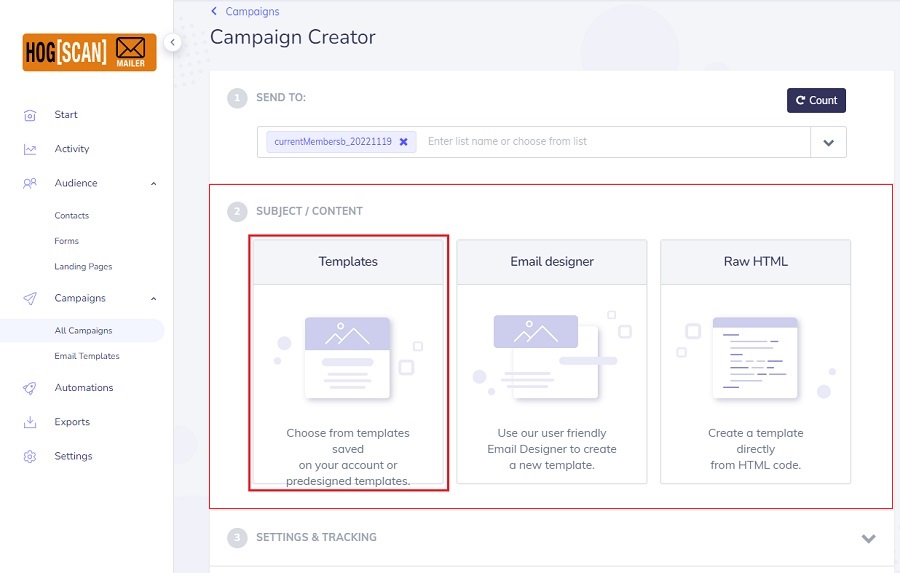 HOG[SCAN]
MAILER
Start
Activity
Audience
Contacts
Forms
Landing Pages
Campaigns
All Campaigns
Email Templates
Automations
Exports
Settings
Campaigns
Campaign Creator
1 SEND TO:
Count
currentMembersb_20221119
Enter list name or choose from list
2 SUBJECT / CONTENT
Templates
Choose from templates
saved
on your account or
predesigned templates.
Email designer
Use our user friendly
Email Designer to create
a new template.
Raw HTML
Create a template
directly
from HTML code.
3 SETTINGS & TRACKING